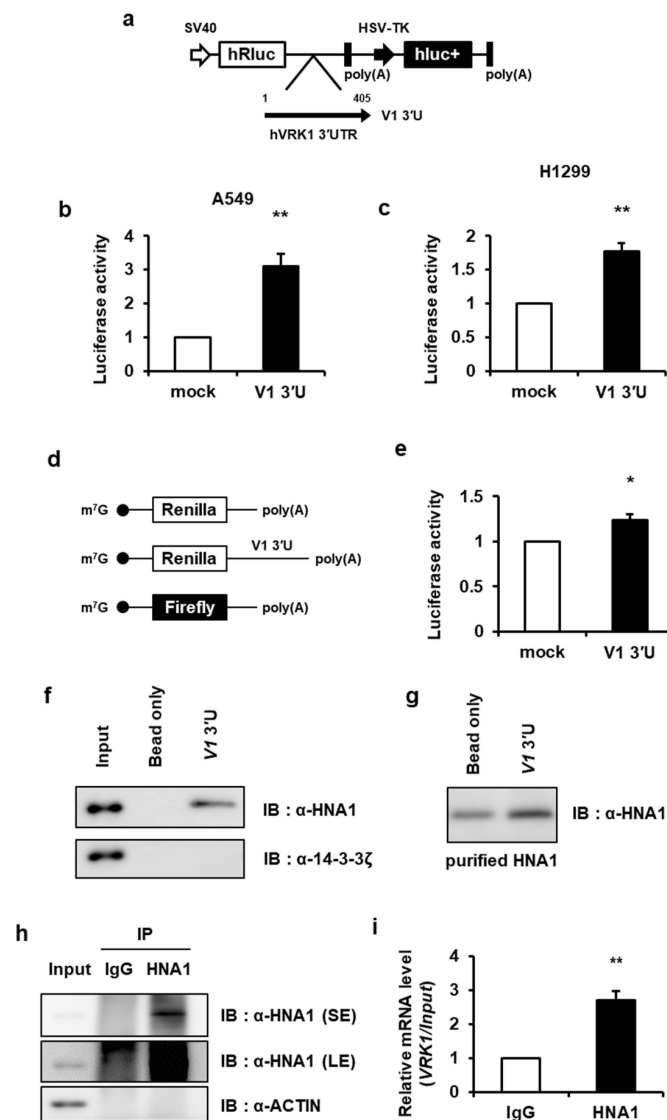 a
SV40
HSV-TK
hRluc
hluc+
poly(A)
poly(A)
1
405
V1 3′U
hVRK1 3′UTR
b
A549
**
Luciferase activity
4
3
2
1
0
mock
V1 3′U
H1299
c
**
Luciferase activity
2
1.5
1
0.5
0
mock
V1 3′U
d
m7G
Renilla
poly(A)
V1 3′U
m7G
Renilla
poly(A)
m7G
Firefly
poly(A)
e
*
Luciferase activity
1.5
1
0.5
0
mock
V1 3′U
f
Input
Bead only
V1 3′U
IB : α-HNA1
IB : α-14-3-3ζ
g
Bead only
V1 3′U
IB : α-HNA1
purified HNA1
h
IP
Input
IgG
HNA1
IB : α-HNA1 (SE)
IB : α-HNA1 (LE)
IB : α-ACTIN
i
**
Relative mRNA level
(VRK1/Input)
4
3
2
1
0
IgG
HNA1